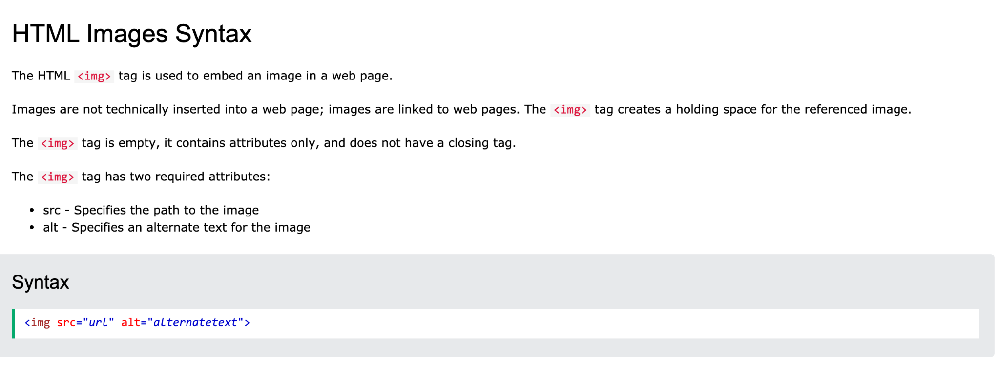 HTML Images Syntax
The HTML <img> tag is used to embed an image in a web page.
Images are not technically inserted into a web page; images are linked to web pages. The <img> tag creates a holding space for the referenced image.
The <img> tag is empty, it contains attributes only, and does not have a closing tag.
The <img> tag has two required attributes:
• src - Specifies the path to the image
• alt - Specifies an alternate text for the image
Syntax
<img src="url" alt="alternatetext">